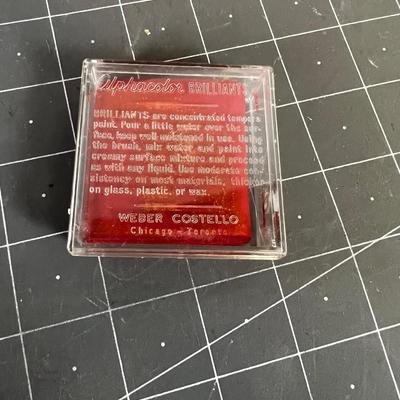 Alphacolor BRILLIANTS
BRILLIANTS are concentrated tempera
paint. Pour a little water over the sur-
face, keep well moistened in use. Using
the brush, mix water and paint into
creamy surface mixture and proceed
as with any liquid. Use moderate con-
sistency on most materials, thicker
on glass, plastic, or wax.
WEBER COSTELLO
Chicago - Toronto